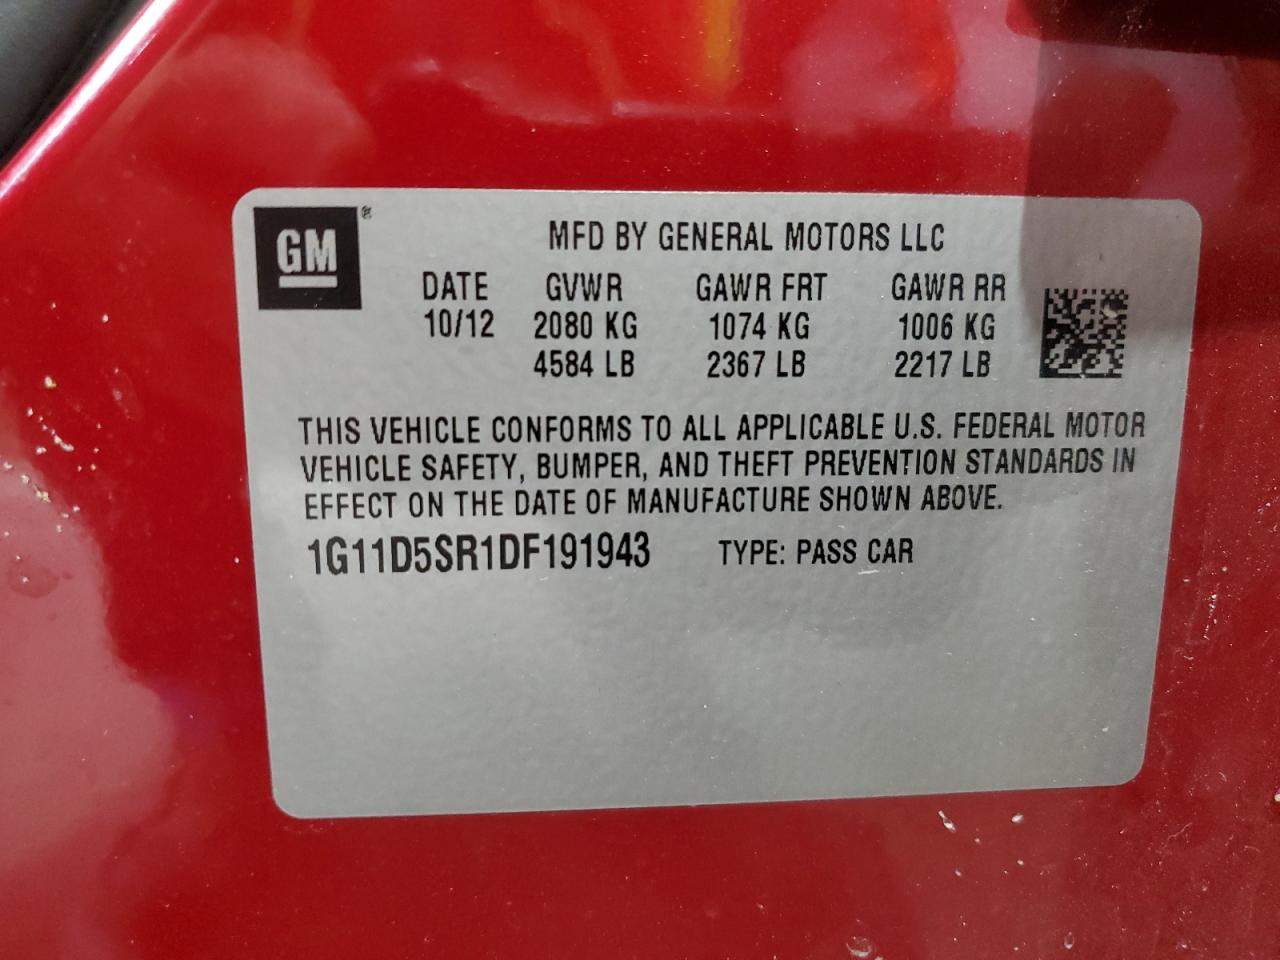 GM®
MFD BY GENERAL MOTORS LLC
DATE GVWR GAWR FRT GAWR RR
10/12 2080 KG 1074 KG 1006 KG
4584 LB 2367 LB 2217 LB
THIS VEHICLE CONFORMS TO ALL APPLICABLE U.S. FEDERAL MOTOR
VEHICLE SAFETY, BUMPER, AND THEFT PREVENTION STANDARDS IN
EFFECT ON THE DATE OF MANUFACTURE SHOWN ABOVE.
1G11D5SR1DF191943 TYPE: PASS CAR